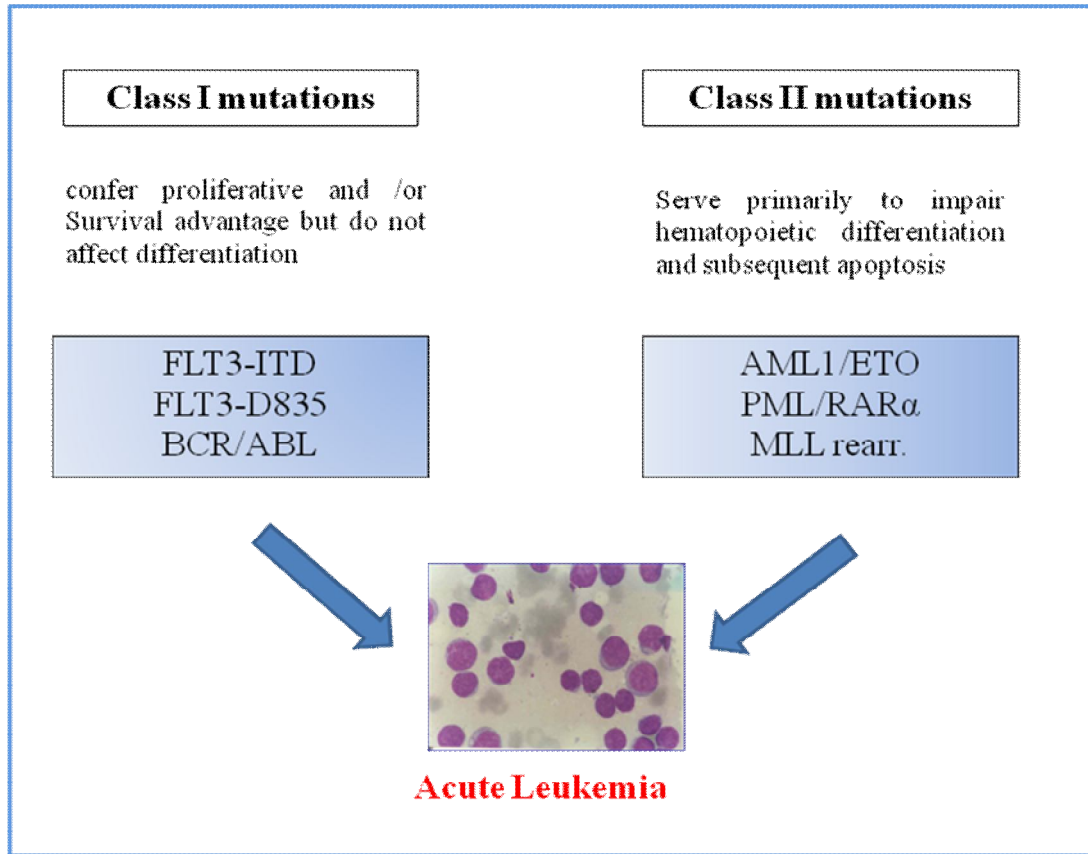 Class I mutations
confer proliferative and /or
Survival advantage but do not
affect differentiation
FLT3-ITD
FLT3-D835
BCR/ABL
Class II mutations
Serve primarily to impair
hematopoietic differentiation
and subsequent apoptosis
AML1/ETO
PML/RARα
MLL rearr.
Acute Leukemia